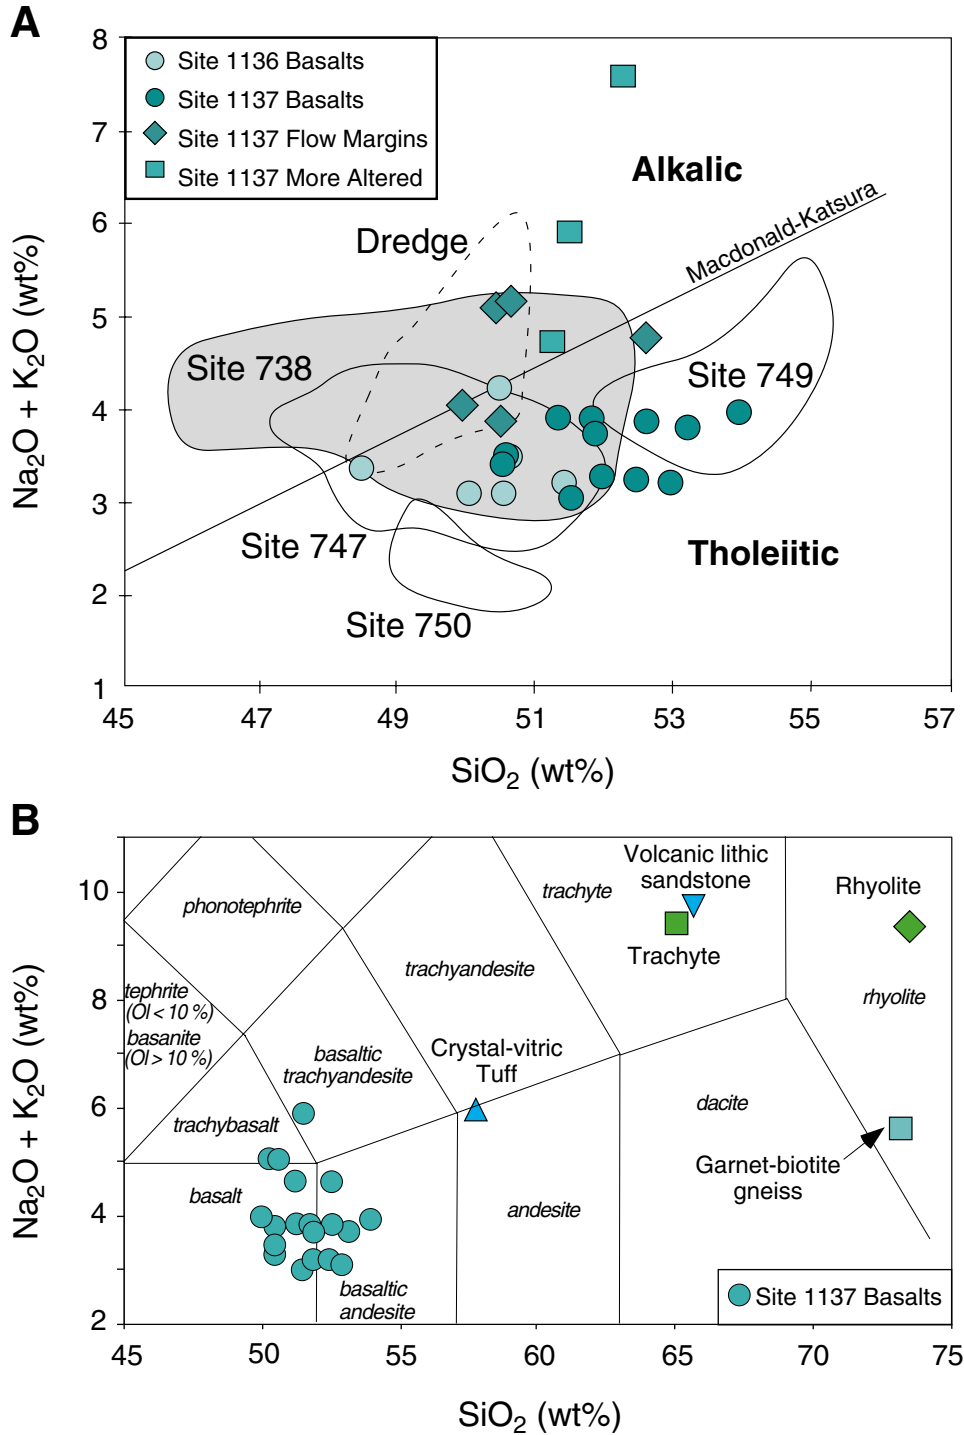 A
8
7
6
5
4
3
2
1
Na2O + K2O (wt%)
Site 1136 Basalts
Site 1137 Basalts
Site 1137 Flow Margins
Site 1137 More Altered
Alkalic
Macdonald-Katsura
Dredge
Site 738
Site 749
Site 747
Tholeiitic
Site 750
45 47 49 51 53 55 57
SiO2 (wt%)
B
10
8
6
4
2
Na2O + K2O (wt%)
Volcanic lithic
sandstone
trachyte
Rhyolite
phonotephrite
Trachyte
trachyandesite
rhyolite
tephrite
(Ol < 10 %)
basanite
(Ol > 10 %)
basaltic
trachyandesite
Crystal-vitric
Tuff
trachybasalt
dacite
Garnet-biotite
gneiss
basalt
andesite
basaltic
andesite
Site 1137 Basalts
45 50 55 60 65 70 75
SiO2 (wt%)